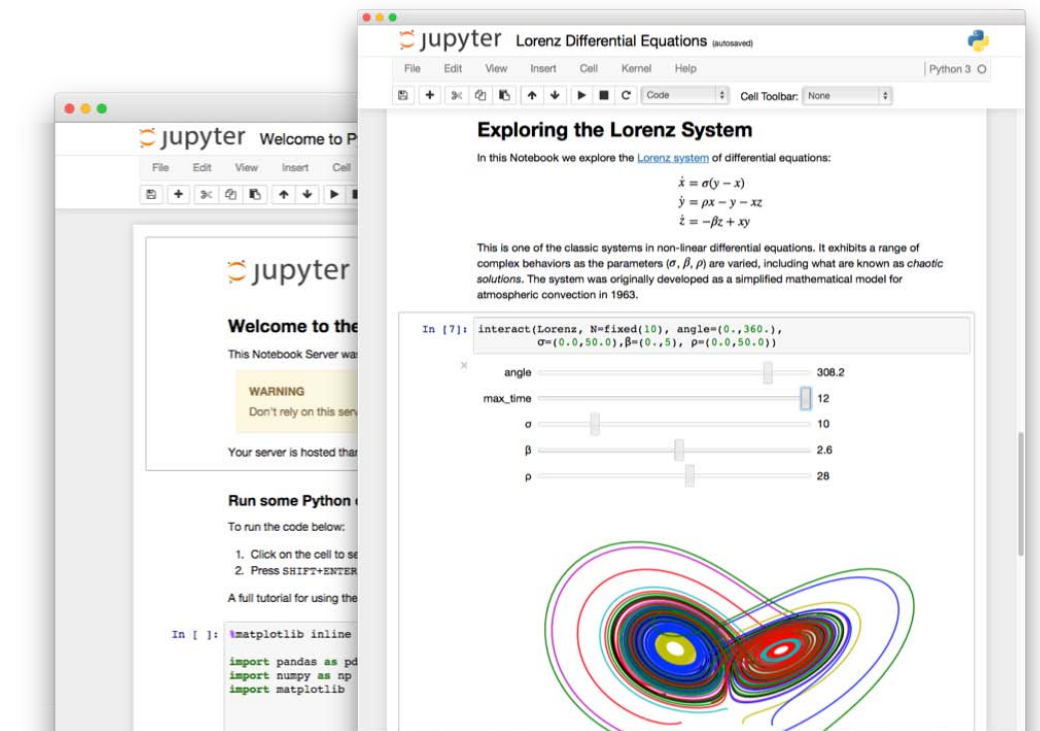 jupyter Lorenz Differential Equations (autosaved)
File Edit View Insert Cell Kernel Help Python 3
Code Cell Toolbar: None
Exploring the Lorenz System
In this Notebook we explore the Lorenz system of differential equations:
ẋ = σ(y − x)
ẏ = ρx − y − xz
ż = −βz + xy
This is one of the classic systems in non-linear differential equations. It exhibits a range of
complex behaviors as the parameters (σ, β, ρ) are varied, including what are known as chaotic
solutions. The system was originally developed as a simplified mathematical model for
atmospheric convection in 1963.
In [7]: interact(Lorenz, N=fixed(10), angle=(0.,360.),
σ=(0.0,50.0),β=(0.,5), ρ=(0.0,50.0))
angle 308.2
max_time 12
σ 10
β 2.6
ρ 28
jupyter Welcome to P
File Edit View Insert Cell
jupyter
Welcome to the
This Notebook Server was
WARNING
Don't rely on this serv
Your server is hosted than
Run some Python
To run the code below:
1. Click on the cell to se
2. Press SHIFT+ENTER
A full tutorial for using the
In [ ]: %matplotlib inline
import pandas as pd
import numpy as np
import matplotlib